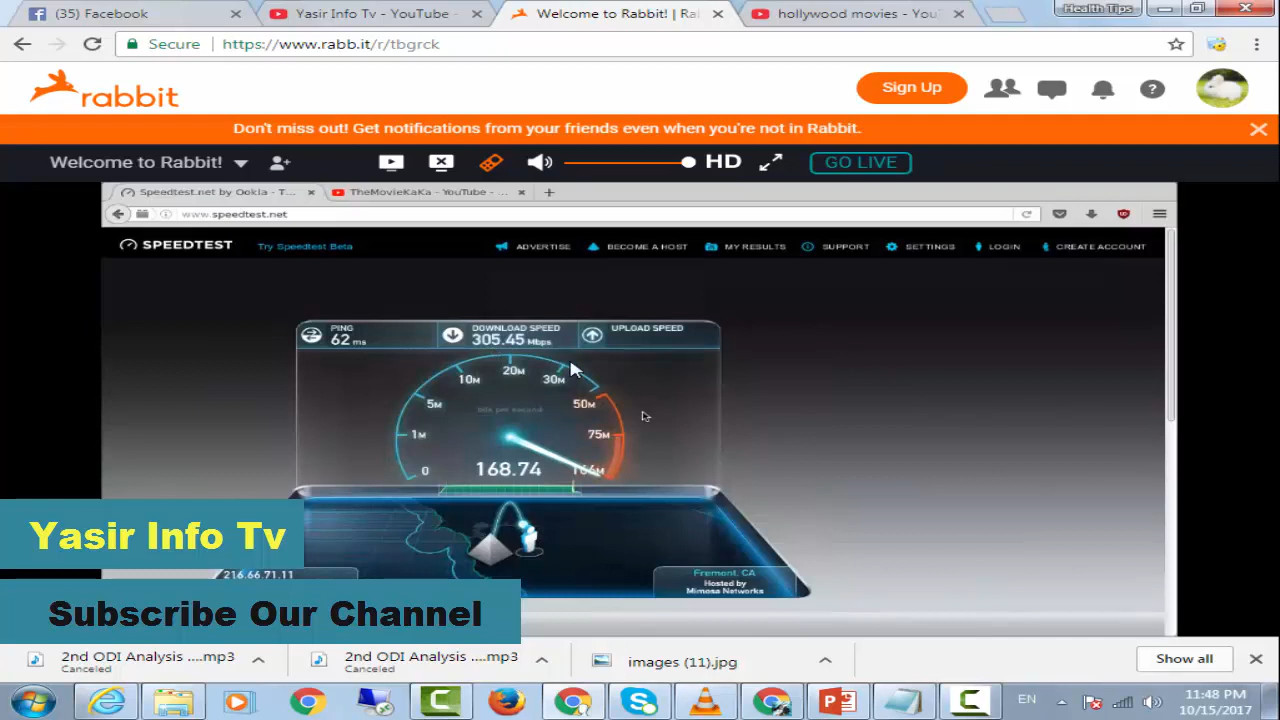 (35) Facebook
Yasir Info Tv - YouTube -
Welcome to Rabbit! | Ra
hollywood movies - You
Health Tips
Secure
https://www.rabb.it/r/tbgrck
rabbit
Sign Up
Don't miss out! Get notifications from your friends even when you're not in Rabbit.
Welcome to Rabbit!
HD
GO LIVE
Speedtest.net by Ookla - T...
TheMovieKaKa - YouTube - ...
www.speedtest.net
SPEEDTEST
Try Speedtest Beta
ADVERTISE
BECOME A HOST
MY RESULTS
SUPPORT
SETTINGS
LOGIN
CREATE ACCOUNT
PING
62 ms
DOWNLOAD SPEED
305.45 Mbps
UPLOAD SPEED
0
1M
5M
10M
20M
30M
50M
75M
168.74
216.66.71.11
Fremont, CA
Hosted by
Mimosa Networks
Yasir Info Tv
Subscribe Our Channel
2nd ODI Analysis ....mp3
Canceled
2nd ODI Analysis ....mp3
Canceled
images (11).jpg
Show all
EN
11:48 PM
10/15/2017